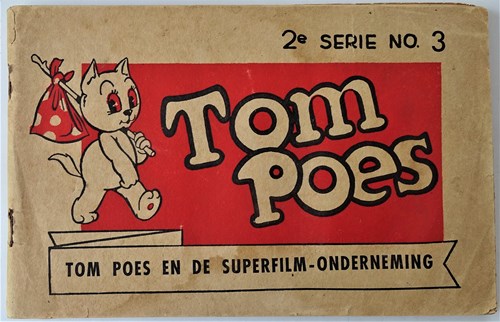 2e SERIE NO. 3
Tom
Poes
TOM POES EN DE SUPERFILM-ONDERNEMING